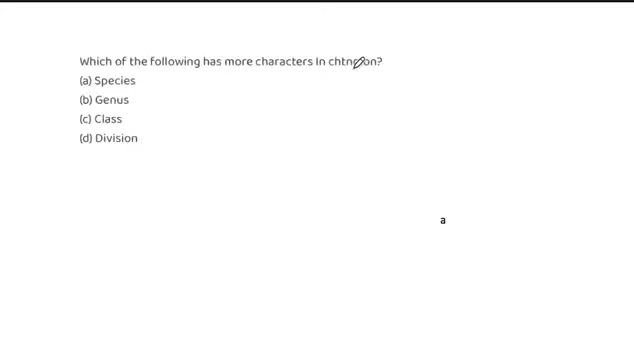 Which of the following has more characters in
(a) Species
(b) Genus
(c) Class
(d) Division
a